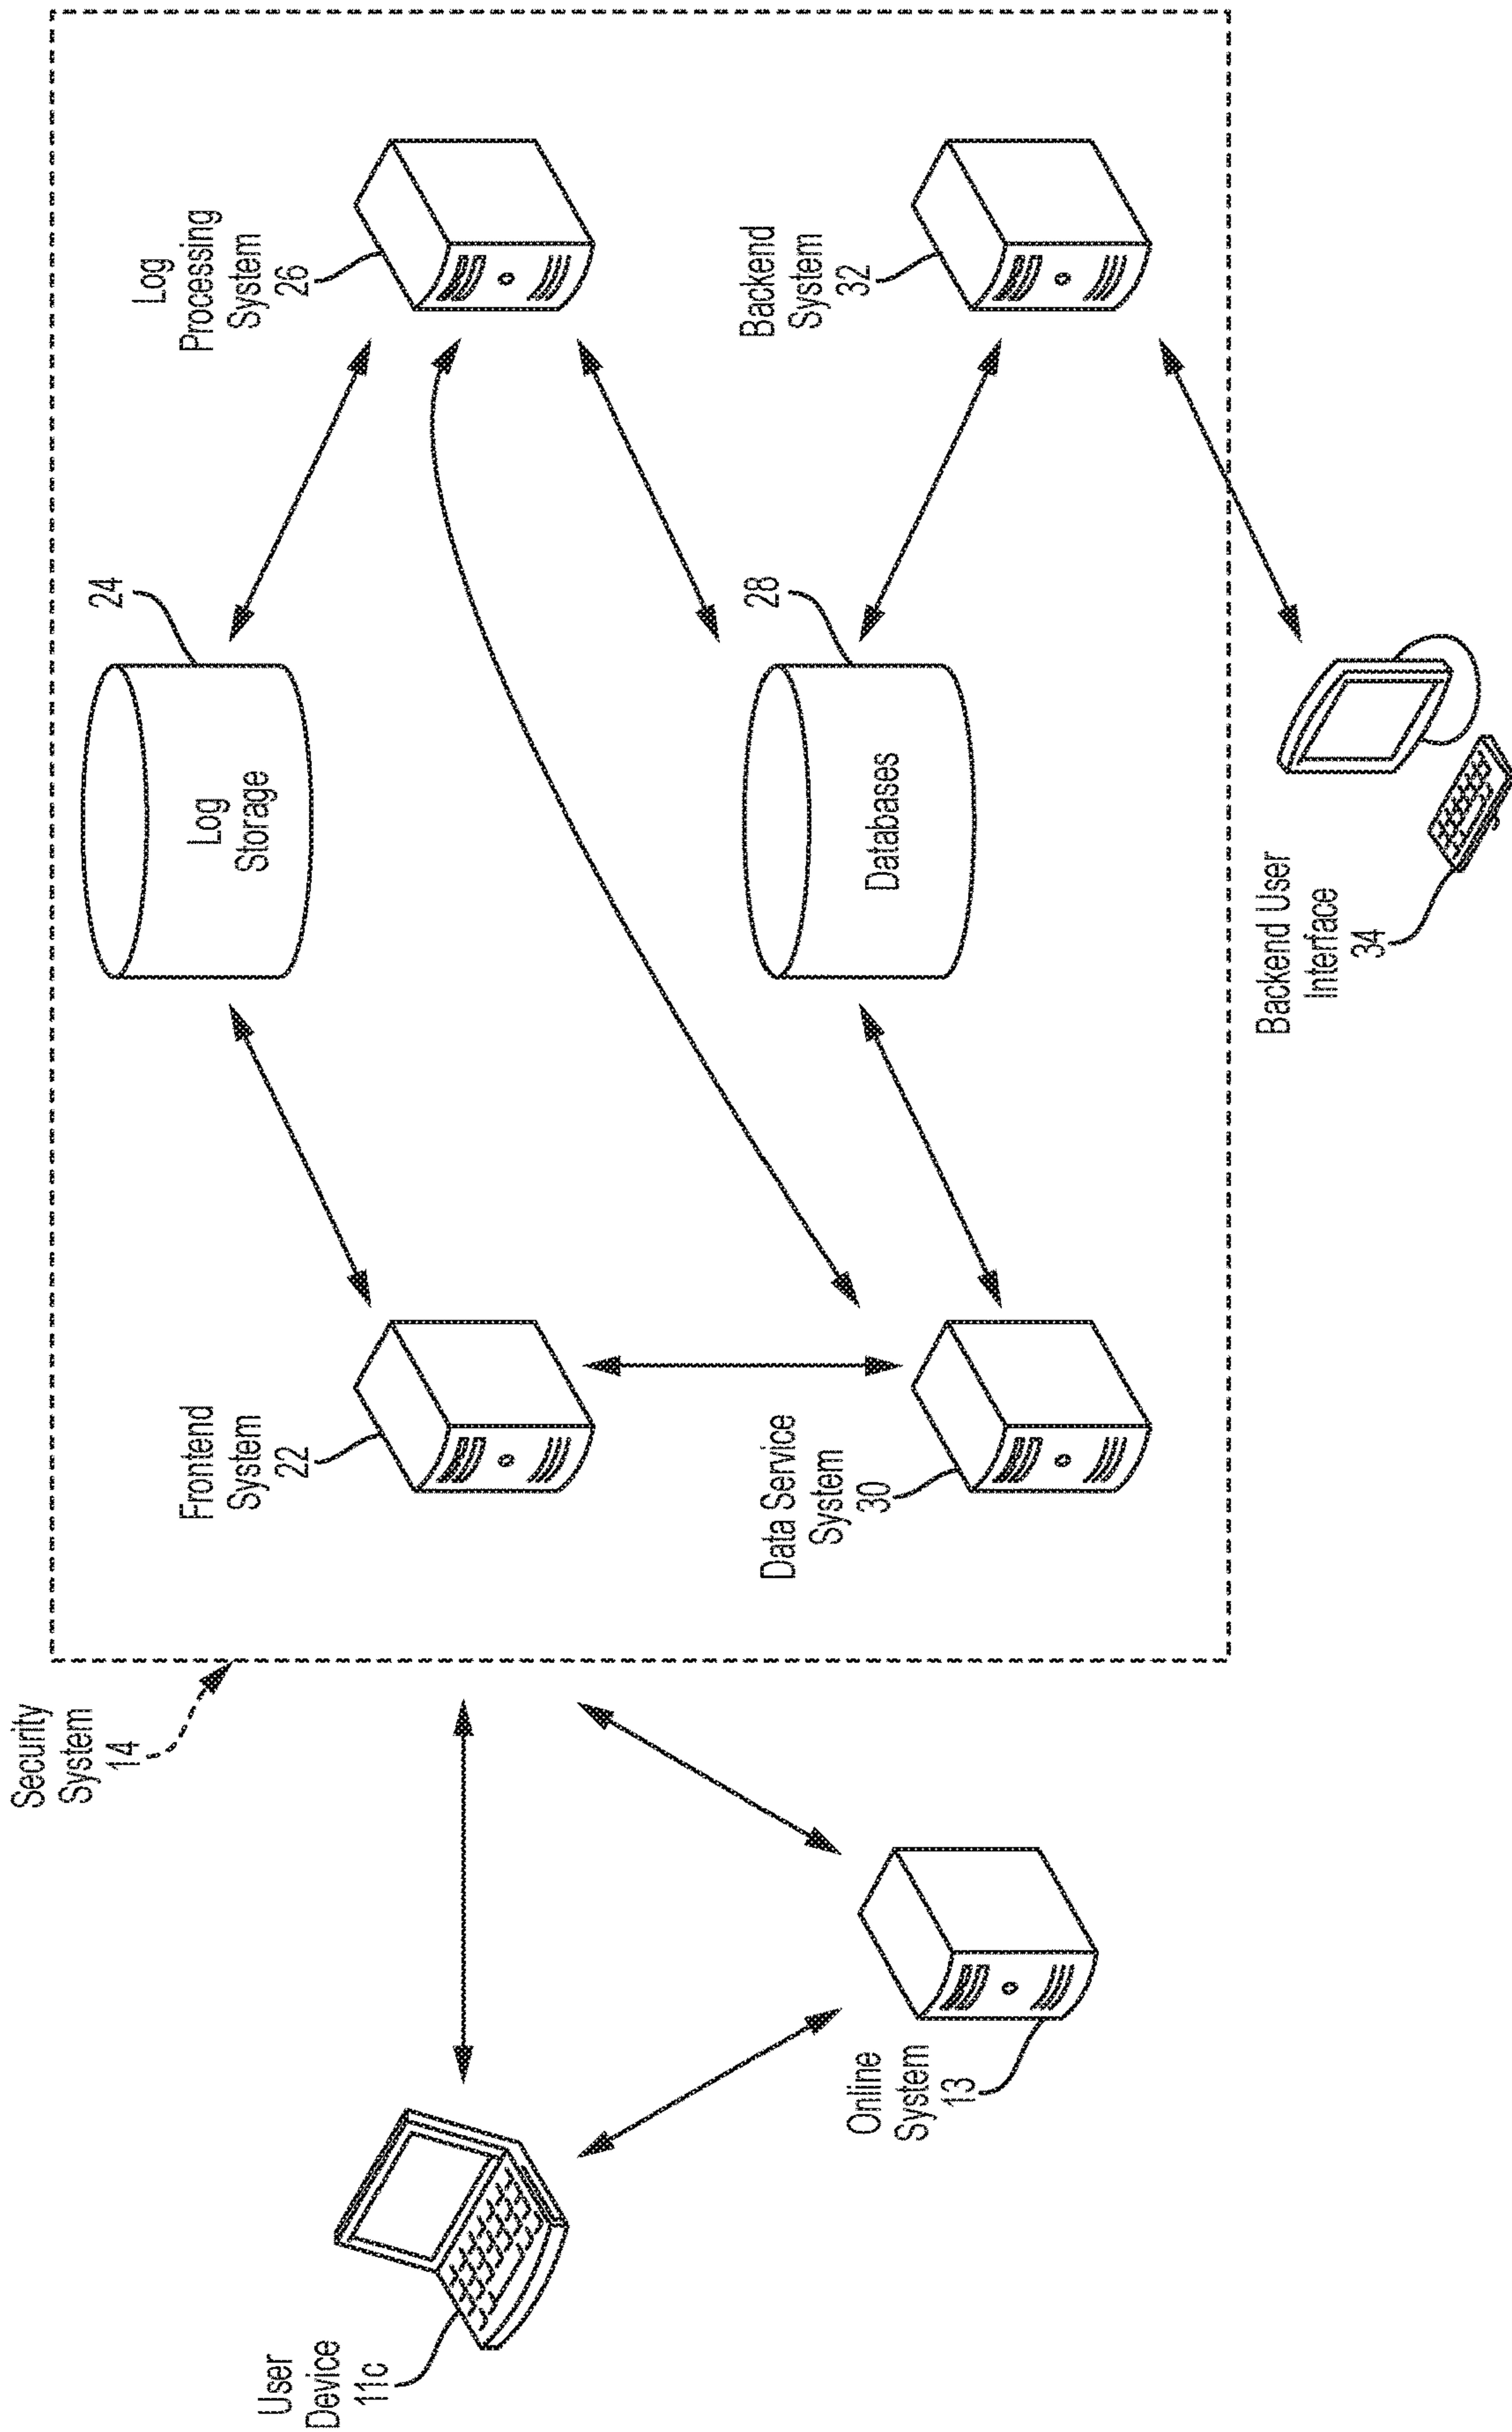 Security
System
14
User
Device
11c
Online
System
13
Frontend
System
22
Log
Storage
24
Log
Processing
System
26
Data Service
System
30
Databases
28
Backend
System
32
Backend User
Interface
34